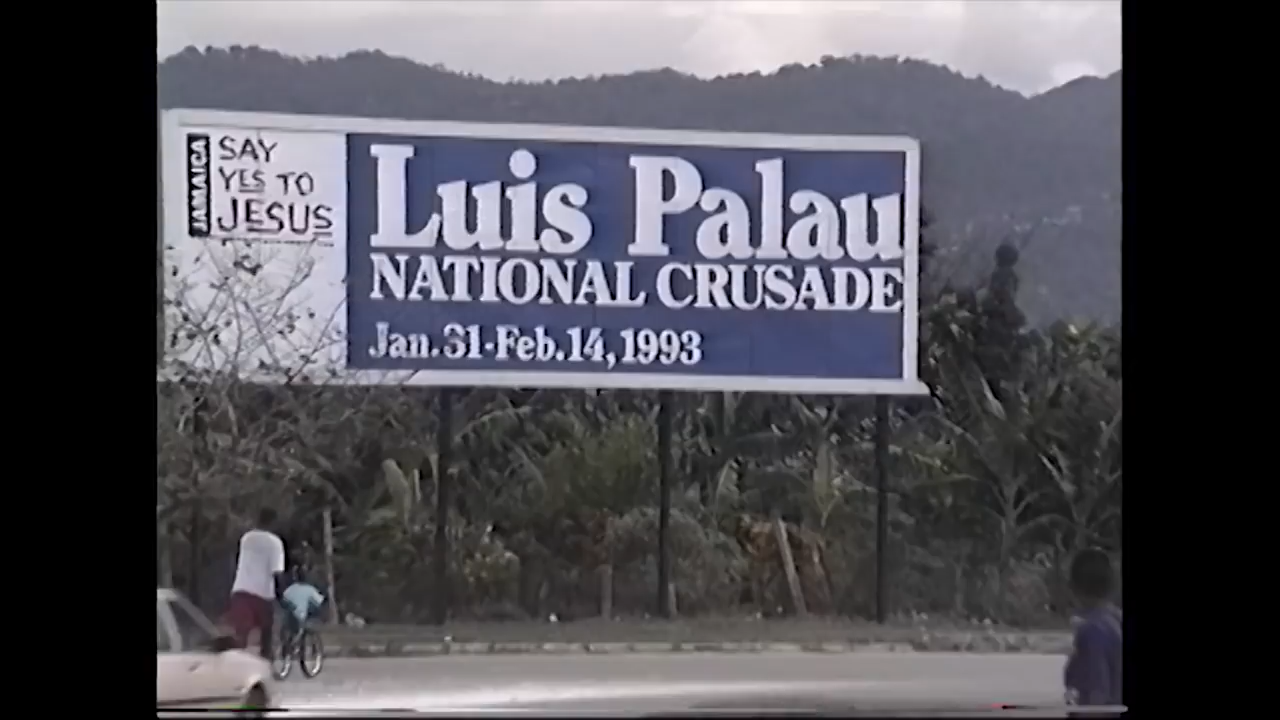 JAMAICA
SAY
YES TO
JESUS
Luis Palau
NATIONAL CRUSADE
Jan. 31-Feb. 14, 1993